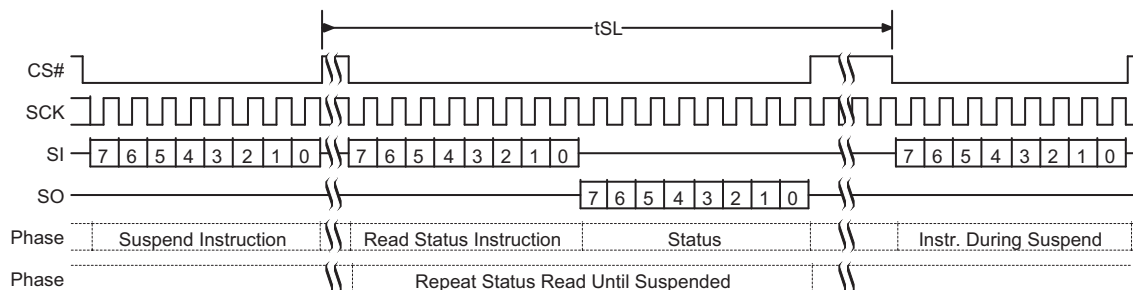 tSL
CS#
SCK
SI 7 6 5 4 3 2 1 0 7 6 5 4 3 2 1 0 7 6 5 4 3 2 1 0
SO 7 6 5 4 3 2 1 0
Phase Suspend Instruction Read Status Instruction Status Instr. During Suspend
Phase Repeat Status Read Until Suspended